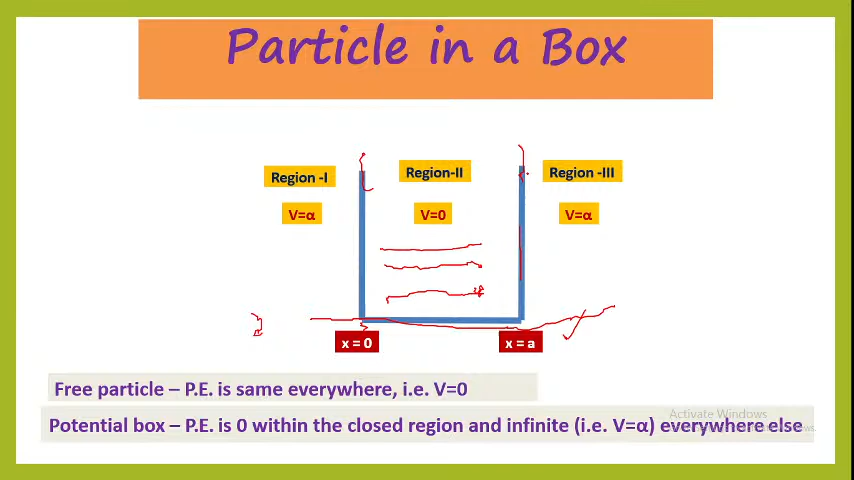 Particle in a Box
Region -I
Region-II
Region -III
V=α
V=0
V=α
x = 0
x = a
Free particle – P.E. is same everywhere, i.e. V=0
Potential box – P.E. is 0 within the closed region and infinite (i.e. V=α) everywhere else
Activate Windows